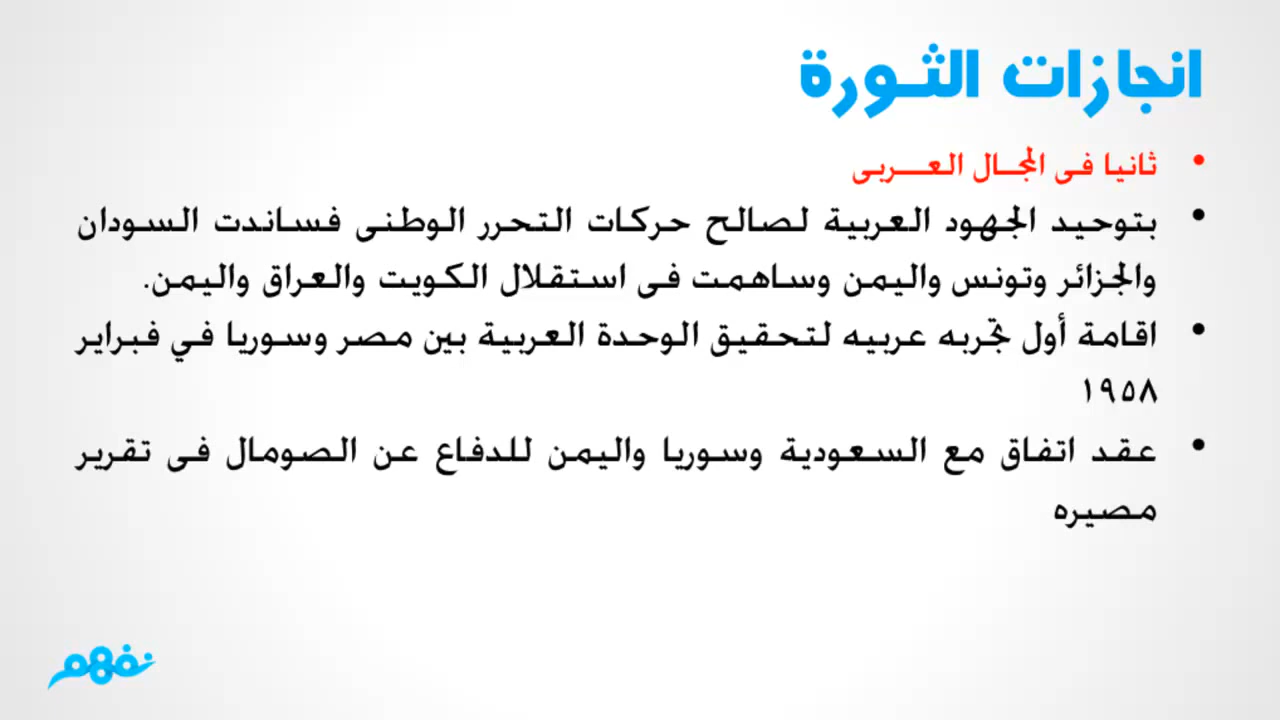 انجازات الثورة
• ثانيا فى المجال العربى
• بتوحيد الجهود العربية لصالح حركات التحرر الوطنى فساندت السودان
والجزائر وتونس واليمن وساهمت فى استقلال الكويت والعراق واليمن.
• اقامة أول تجربه عربيه لتحقيق الوحدة العربية بين مصر وسوريا في فبراير
١٩٥٨
• عقد اتفاق مع السعودية وسوريا واليمن للدفاع عن الصومال فى تقرير
مصيره
نفهم